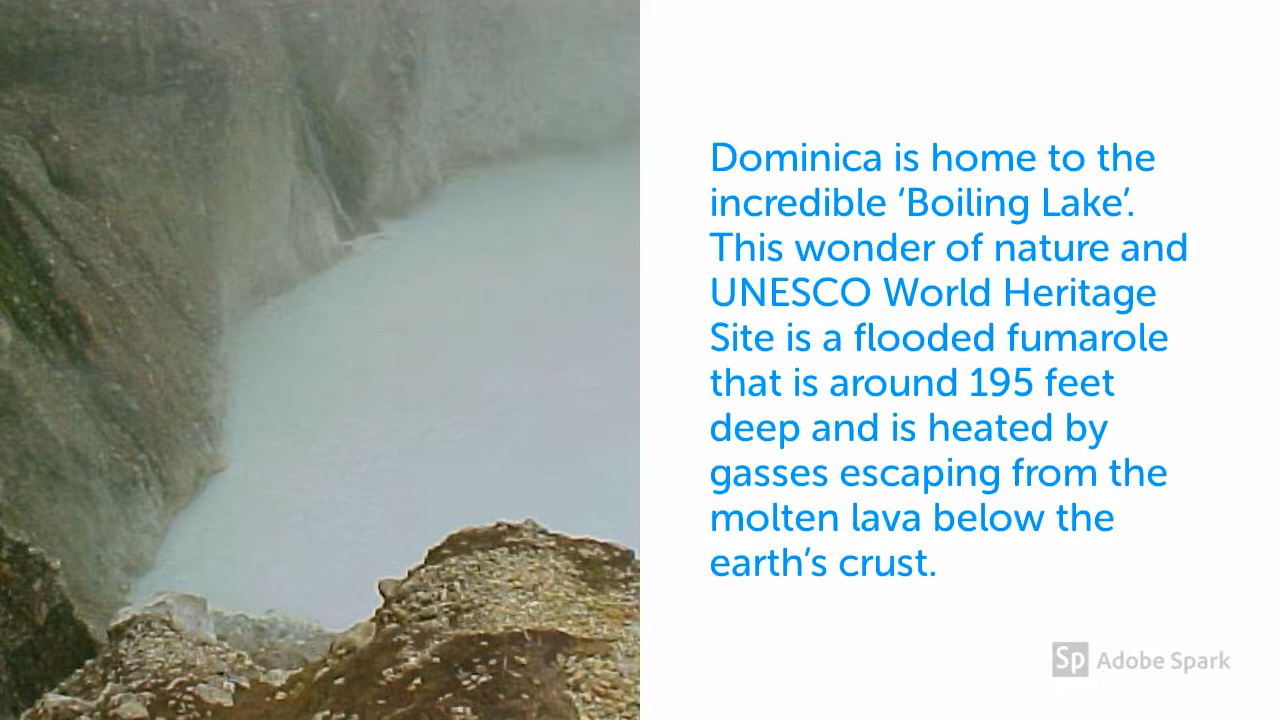 Dominica is home to the
incredible ‘Boiling Lake’.
This wonder of nature and
UNESCO World Heritage
Site is a flooded fumarole
that is around 195 feet
deep and is heated by
gasses escaping from the
molten lava below the
earth’s crust.
Sp Adobe Spark